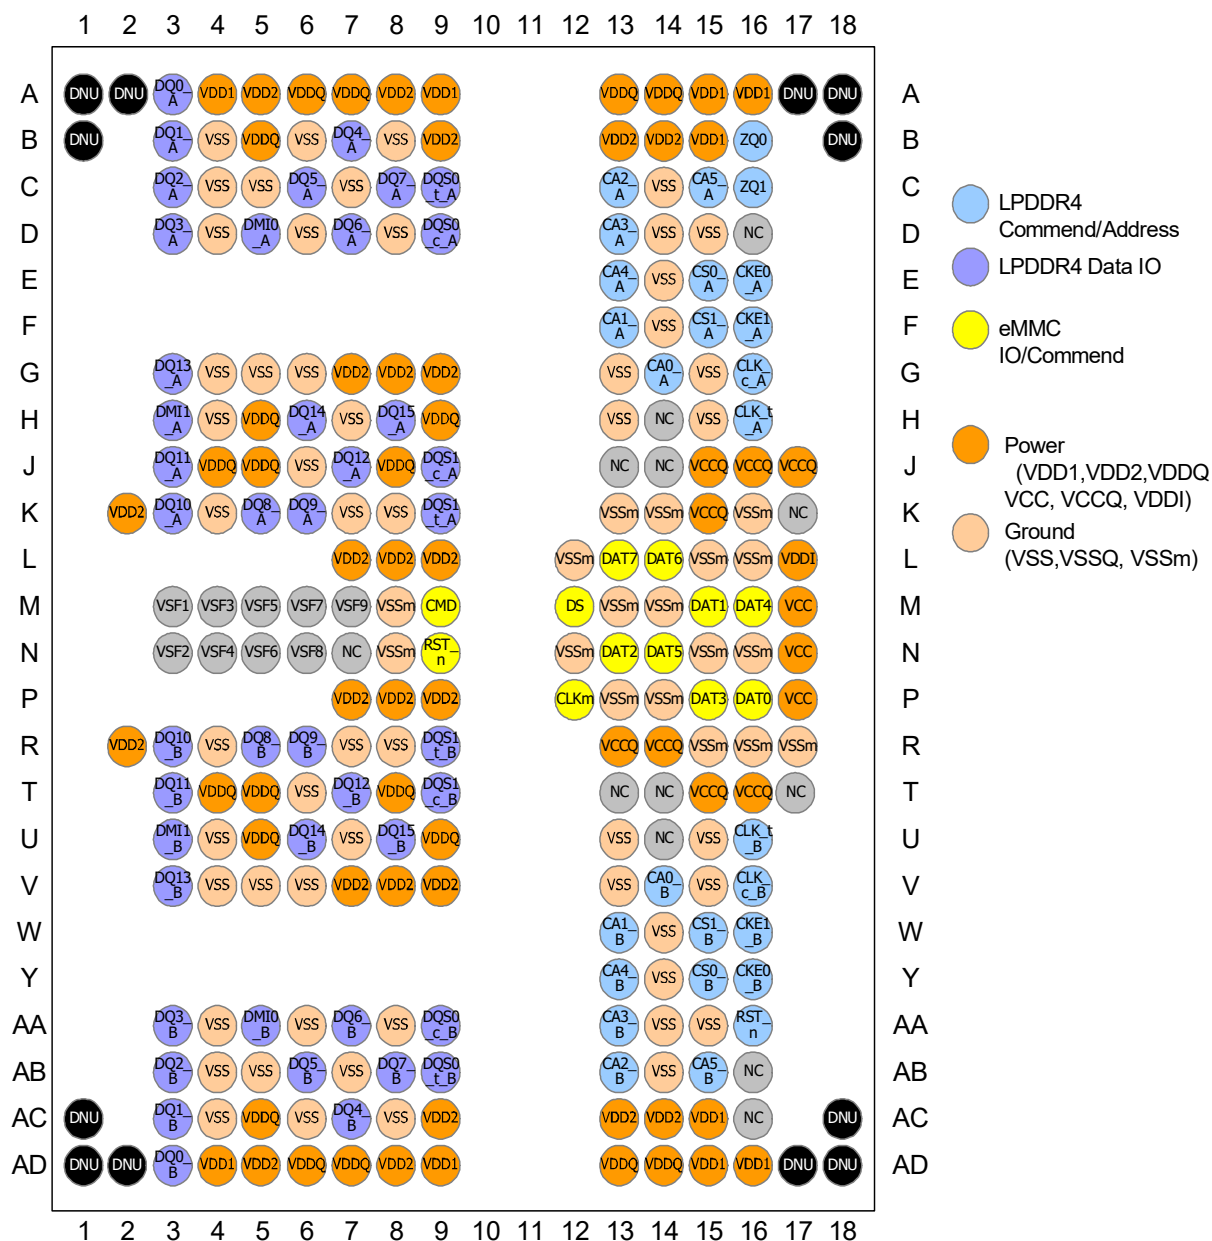 1 2 3 4 5 6 7 8 9 10 11 12 13 14 15 16 17 18
A DNU DNU DQ0_A VDD1 VDD2 VDDQ VDDQ VDD2 VDD1 VDDQ VDDQ VDD1 VDD1 DNU DNU A
B DNU DQ1_A VSS VDDQ VSS DQ4_A VSS VDD2 VDD2 VDD2 VDD1 ZQ0 DNU B
C DQ2_A VSS VSS DQ5_A VSS DQ7_A DQS0_t_A CA2_A VSS CA5_A ZQ1 C
D DQ3_A VSS DMI0_A VSS DQ6_A VSS DQS0_c_A CA3_A VSS VSS NC D
E CA4_A VSS CS0_A CKE0_A E
F CA1_A VSS CS1_A CKE1_A F
G DQ13_A VSS VSS VSS VDD2 VDD2 VDD2 VSS CA0_A VSS CLK_c_A G
H DMI1_A VSS VDDQ DQ14_A VSS DQ15_A VDDQ VSS NC VSS CLK_t_A H
J DQ11_A VDDQ VDDQ VSS DQ12_A VDDQ DQS1_c_A NC NC VCCQ VCCQ VCCQ J
K VDD2 DQ10_A VSS DQ8_A DQ9_A VSS VSS DQS1_t_A VSSm VSSm VCCQ VSSm NC K
L VDD2 VDD2 VDD2 VSSm DAT7 DAT6 VSSm VSSm VDDI L
M VSF1 VSF3 VSF5 VSF7 VSF9 VSSm CMD DS VSSm VSSm DAT1 DAT4 VCC M
N VSF2 VSF4 VSF6 VSF8 NC VSSm RST_n VSSm DAT2 DAT5 VSSm VSSm VCC N
P VDD2 VDD2 VDD2 CLKm VSSm VSSm DAT3 DAT0 VCC P
R VDD2 DQ10_B VSS DQ8_B DQ9_B VSS VSS DQS1_t_B VCCQ VCCQ VSSm VSSm VSSm R
T DQ11_B VDDQ VDDQ VSS DQ12_B VDDQ DQS1_c_B NC NC VCCQ VCCQ NC T
U DMI1_B VSS VDDQ DQ14_B VSS DQ15_B VDDQ VSS NC VSS CLK_t_B U
V DQ13_B VSS VSS VSS VDD2 VDD2 VDD2 VSS CA0_B VSS CLK_c_B V
W CA1_B VSS CS1_B CKE1_B W
Y CA4_B VSS CS0_B CKE0_B Y
AA DQ3_B VSS DMI0_B VSS DQ6_B VSS DQS0_c_B CA3_B VSS VSS RST_n AA
AB DQ2_B VSS VSS DQ5_B VSS DQ7_B DQS0_t_B CA2_B VSS CA5_B NC AB
AC DNU DQ1_B VSS VDDQ VSS DQ4_B VSS VDD2 VDD2 VDD2 VDD1 NC DNU AC
AD DNU DNU DQ0_B VDD1 VDD2 VDDQ VDDQ VDD2 VDD1 VDDQ VDDQ VDD1 VDD1 DNU DNU AD
1 2 3 4 5 6 7 8 9 10 11 12 13 14 15 16 17 18
LPDDR4
Commend/Address
LPDDR4 Data IO
eMMC
IO/Commend
Power
(VDD1,VDD2,VDDQ
VCC, VCCQ, VDDI)
Ground
(VSS,VSSQ, VSSm)